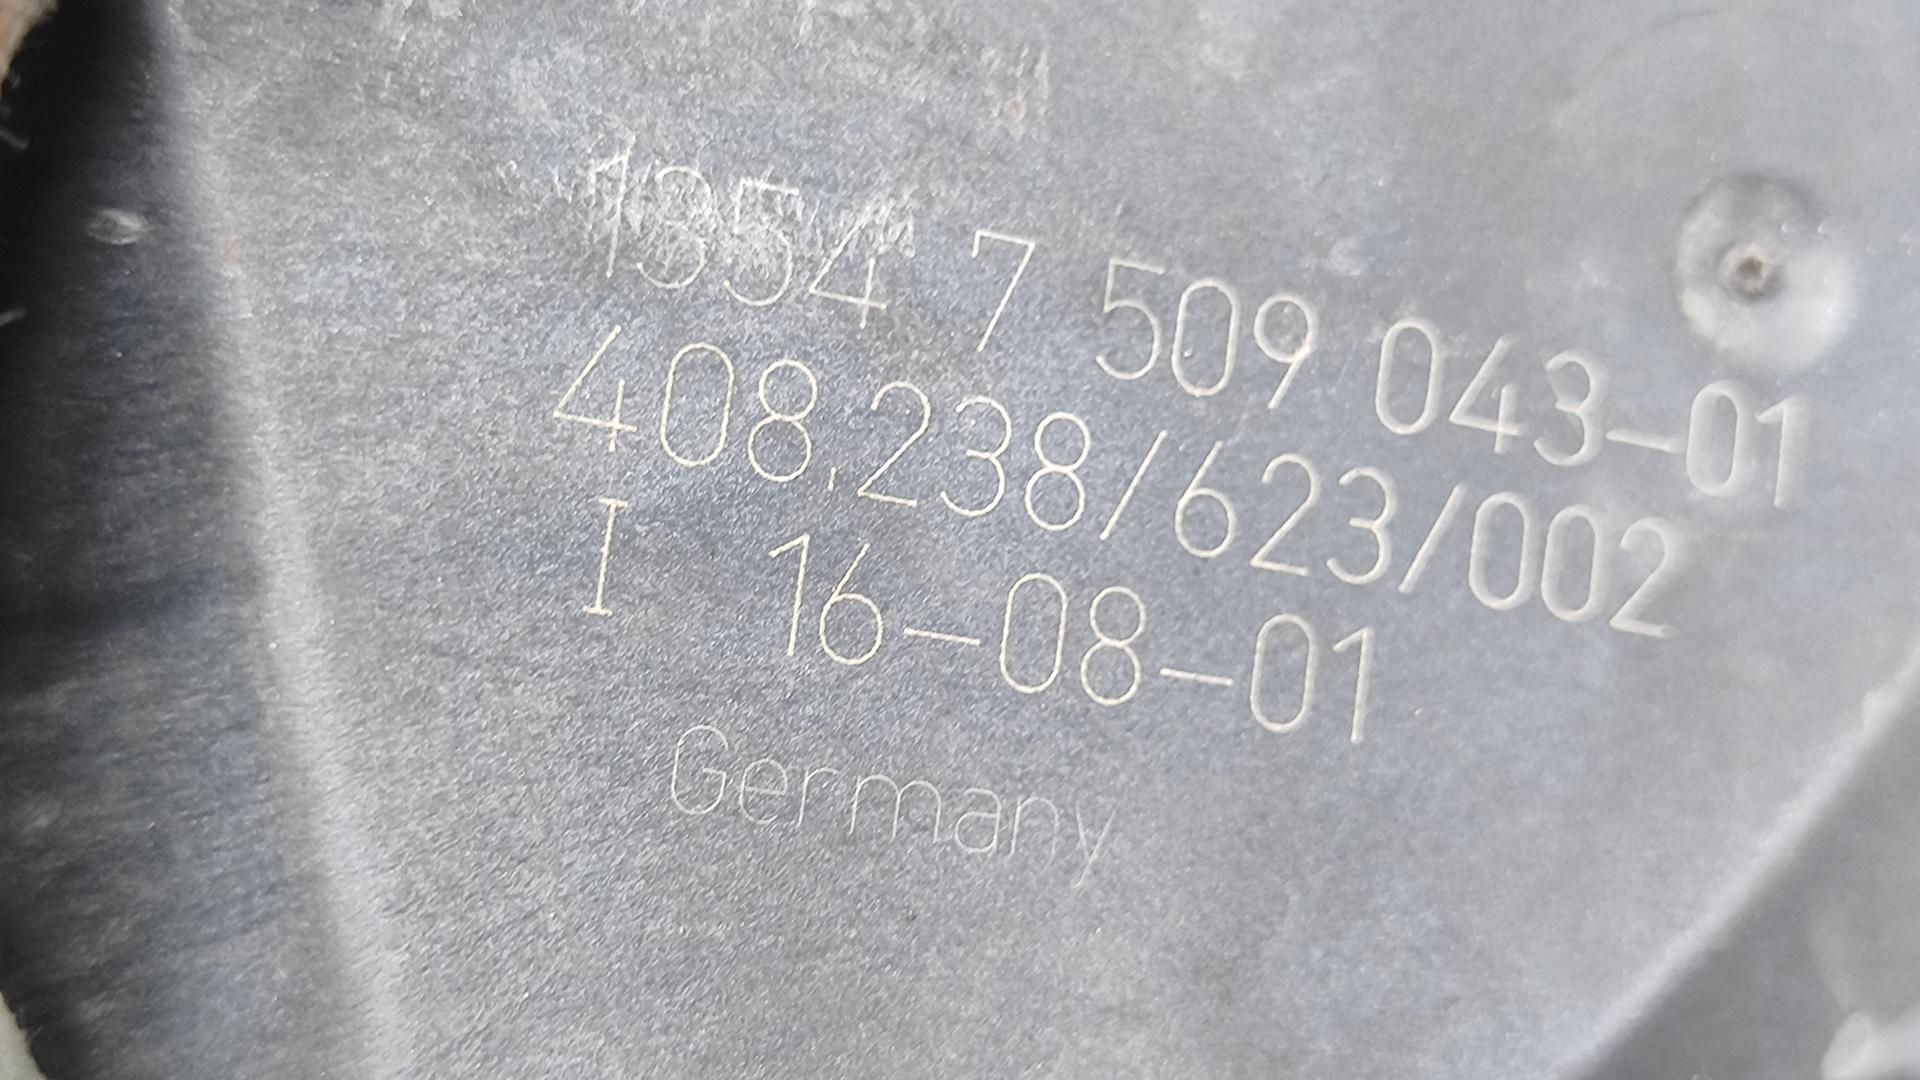 1354 7 509 043-01
408.238/623/002
I 16-08-01
Germany